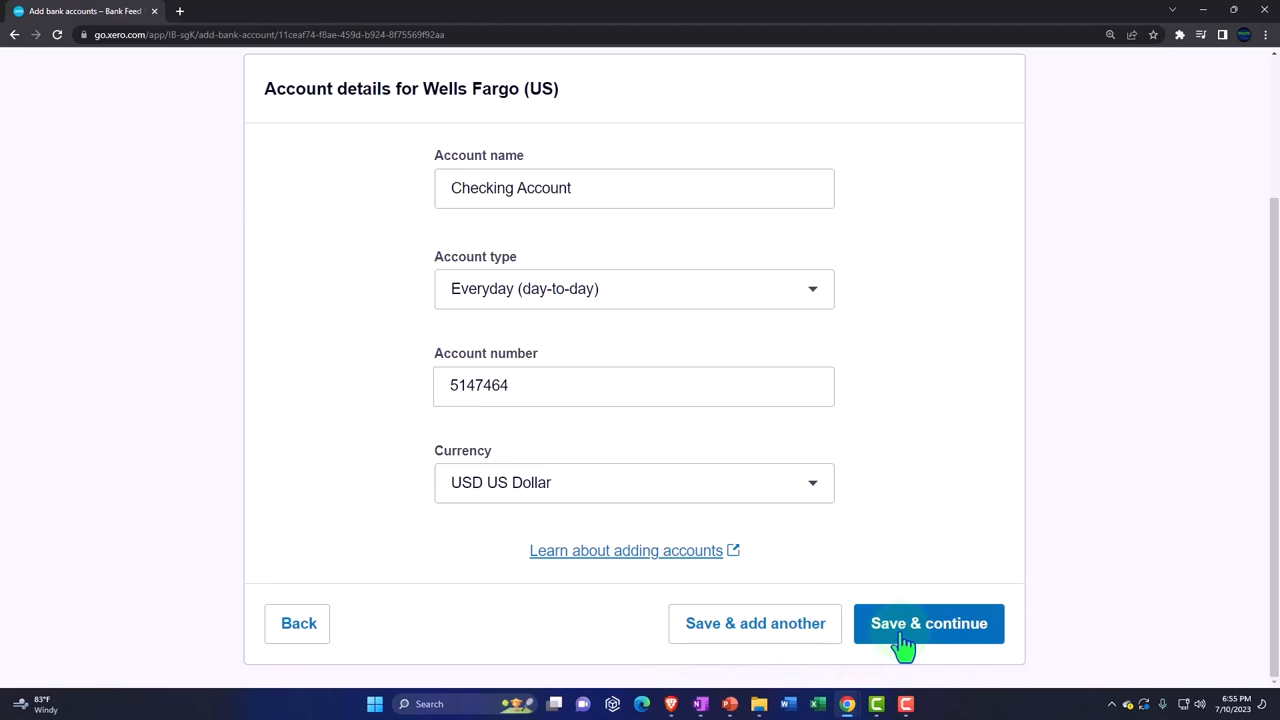 Add bank accounts – Bank Feed
go.xero.com/app/!8-sgK/add-bank-account/11ceaf74-f8ae-459d-b924-8f75569f92aa
Account details for Wells Fargo (US)
Account name
Checking Account
Account type
Everyday (day-to-day)
Account number
5147464
Currency
USD US Dollar
Learn about adding accounts
Back
Save & add another
Save & continue
83°F
Windy
Search
6:55 PM
7/10/2023